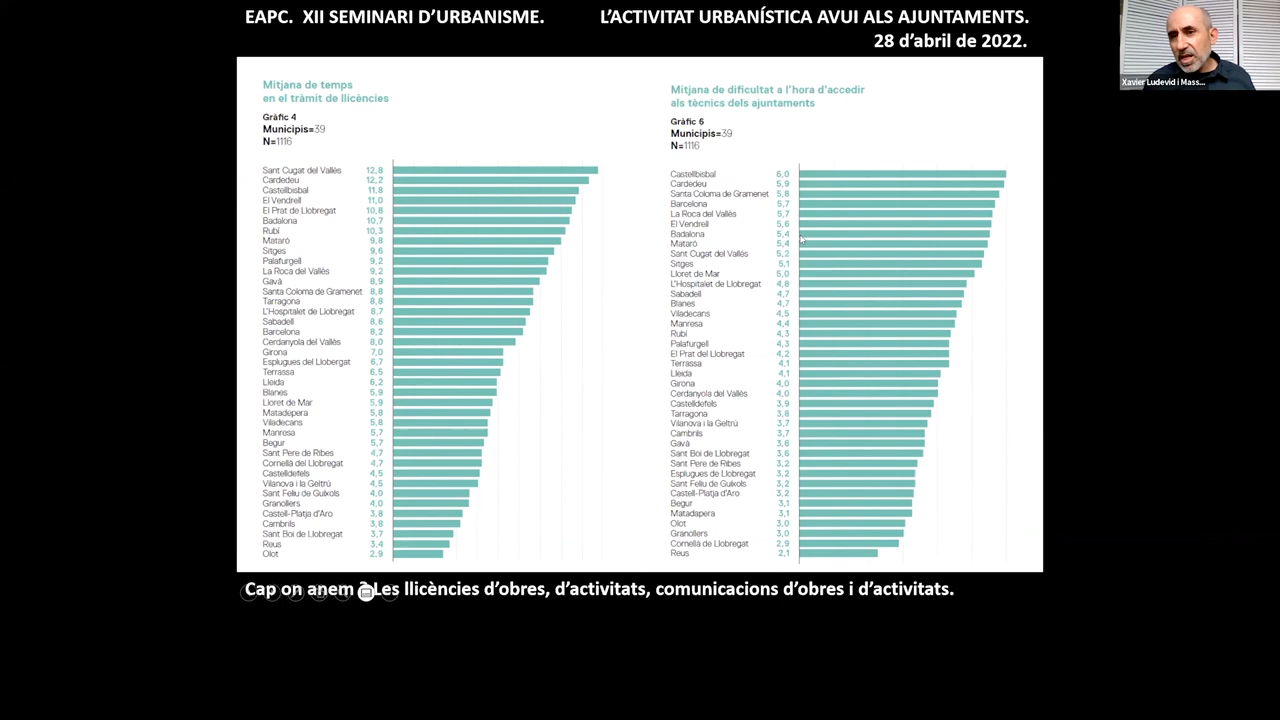 EAPC. XII SEMINARI D’URBANISME. L’ACTIVITAT URBANÍSTICA AVUI ALS AJUNTAMENTS.
28 d’abril de 2022.
Xavier Ludevid i Mass...
Mitjana de temps
en el tràmit de llicències
Gràfic 4
Municipis=39
N=1116
Sant Cugat del Vallès 12,8
Cardedeu 12,2
Castellbisbal 11,8
El Vendrell 11,0
El Prat de Llobregat 10,8
Badalona 10,7
Rubí 10,3
Mataró 9,8
Sitges 9,6
Palafurgell 9,2
La Roca del Vallès 9,2
Gavà 8,9
Santa Coloma de Gramenet 8,8
Tarragona 8,8
L’Hospitalet de Llobregat 8,7
Sabadell 8,6
Barcelona 8,2
Cerdanyola del Vallès 8,0
Girona 7,0
Esplugues del Llobergat 6,7
Terrassa 6,5
Lleida 6,2
Blanes 5,9
Lloret de Mar 5,9
Matadepera 5,8
Viladecans 5,8
Manresa 5,7
Begur 5,7
Sant Pere de Ribes 4,7
Cornellà del Llobregat 4,7
Castelldefels 4,5
Vilanova i la Geltrú 4,5
Sant Feliu de Guíxols 4,0
Granollers 4,0
Castell-Platja d’Aro 3,8
Cambrils 3,8
Sant Boi de Llobregat 3,7
Reus 3,4
Olot 2,9
Mitjana de dificultat a l’hora d’accedir
als tècnics dels ajuntaments
Gràfic 6
Municipis=39
N=1116
Castellbisbal 6,0
Cardedeu 5,9
Santa Coloma de Gramenet 5,8
Barcelona 5,7
La Roca del Vallès 5,7
El Vendrell 5,6
Badalona 5,4
Mataró 5,4
Sant Cugat del Vallès 5,2
Sitges 5,1
Lloret de Mar 5,0
L’Hospitalet de Llobregat 4,8
Sabadell 4,7
Blanes 4,7
Viladecans 4,5
Manresa 4,4
Rubí 4,3
Palafurgell 4,3
El Prat del Llobregat 4,2
Terrassa 4,1
Lleida 4,1
Girona 4,0
Cerdanyola del Vallès 4,0
Castelldefels 3,9
Tarragona 3,8
Vilanova i la Geltrú 3,7
Cambrils 3,7
Gavà 3,6
Sant Boi de Llobregat 3,6
Sant Pere de Ribes 3,2
Esplugues de Llobregat 3,2
Sant Feliu de Guíxols 3,2
Castell-Platja d’Aro 3,2
Begur 3,1
Matadapera 3,1
Olot 3,0
Granollers 3,0
Cornellà de Llobregat 2,9
Reus 2,1
Cap on anem ? Les llicències d’obres, d’activitats, comunicacions d’obres i d’activitats.